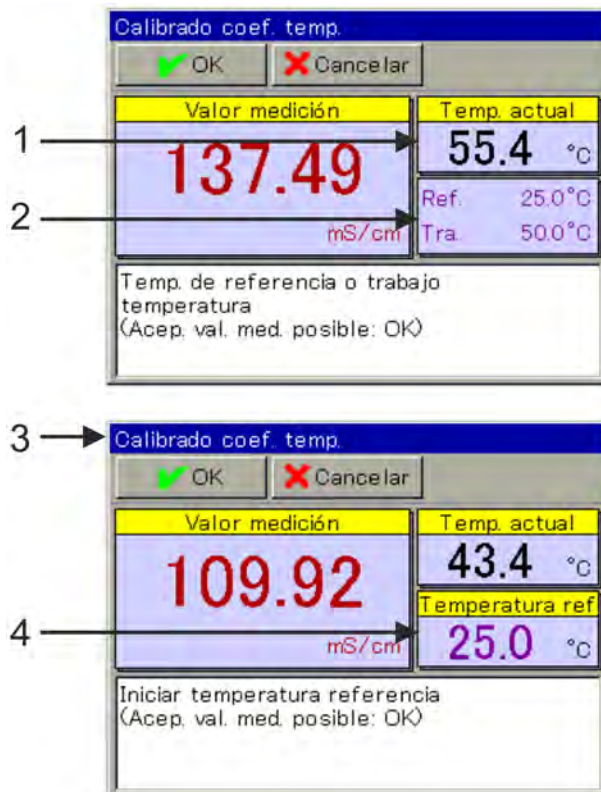 Calibrado coef. temp.
OK Cancelar
Valor medición Temp. actual
1 137.49 55.4 °C
2 mS/cm Ref. 25.0°C
Tra. 50.0°C
Temp. de referencia o trabajo
temperatura
(Acep. val. med. posible: OK)
3 Calibrado coef. temp.
OK Cancelar
Valor medición Temp. actual
109.92 43.4 °C
Temperatura ref
4 mS/cm 25.0 °C
Iniciar temperatura referencia
(Acep. val. med. posible: OK)